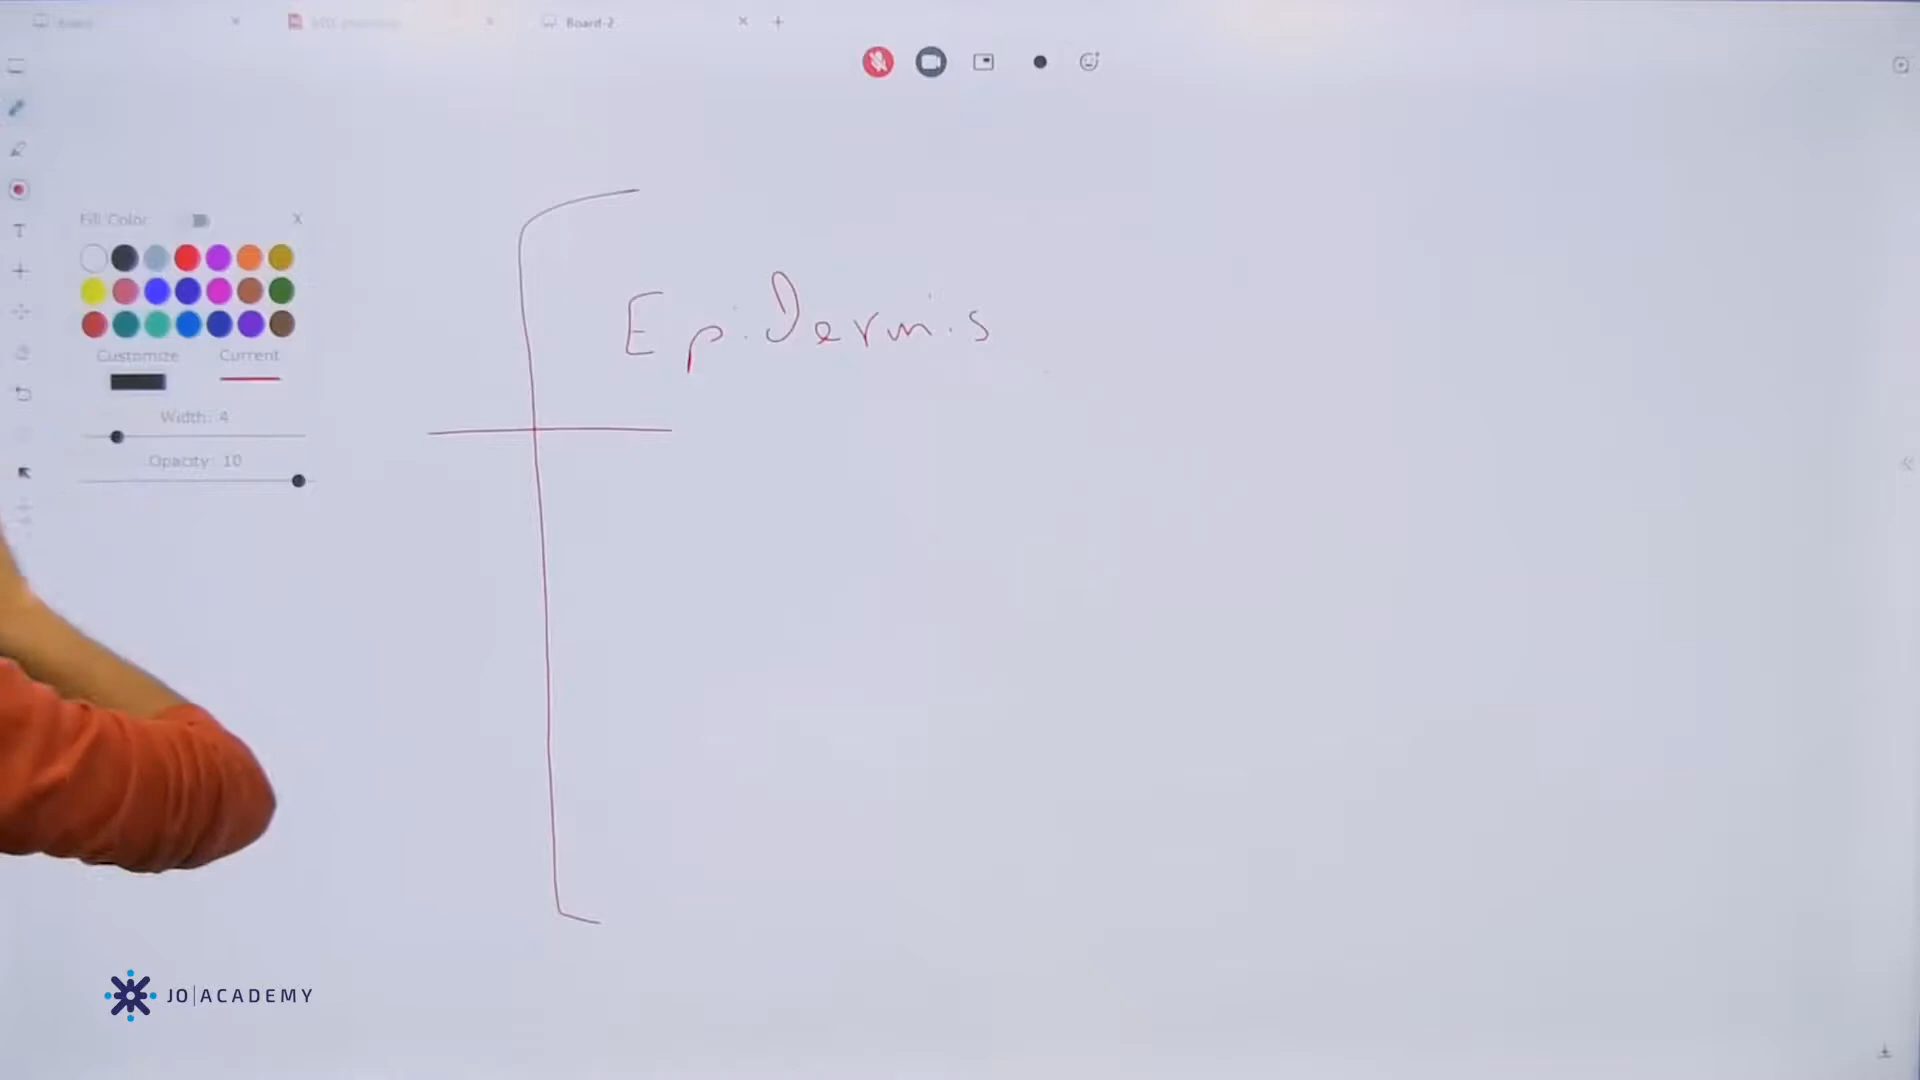 Board-2
Fill Color
X
Customize
Current
Width: 4
Opacity: 10
T
Epidermis
JO|ACADEMY